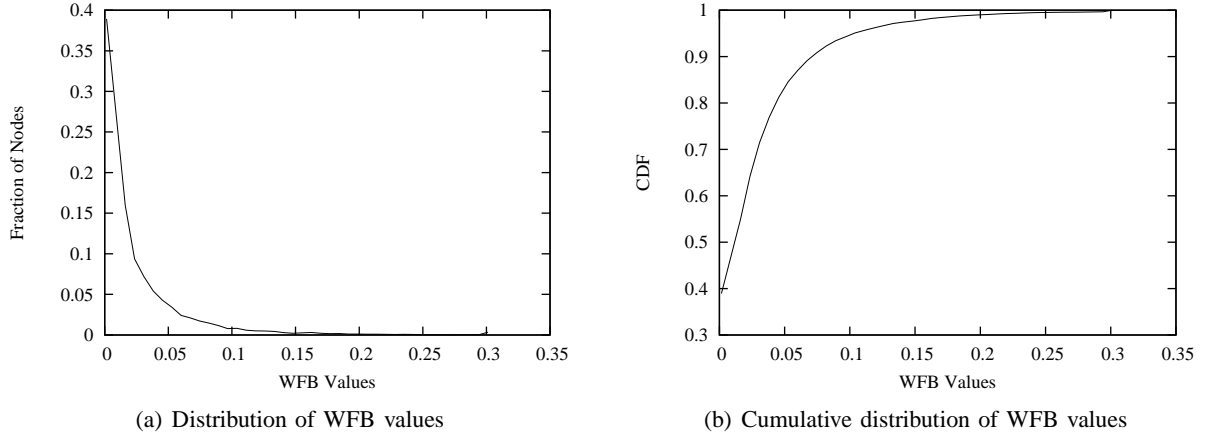 0.4
0.35
0.3
0.25
0.2
0.15
0.1
0.05
0
Fraction of Nodes
0 0.05 0.1 0.15 0.2 0.25 0.3 0.35
WFB Values
(a) Distribution of WFB values
1
0.9
0.8
0.7
0.6
0.5
0.4
0.3
CDF
0 0.05 0.1 0.15 0.2 0.25 0.3 0.35
WFB Values
(b) Cumulative distribution of WFB values